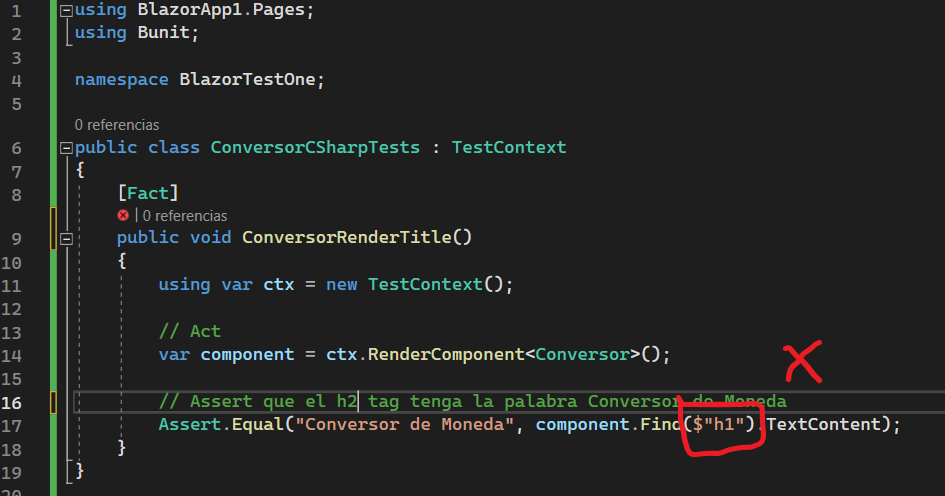 1 using BlazorApp1.Pages;
2 using Bunit;
3
4 namespace BlazorTestOne;
5
0 referencias
6 public class ConversorCSharpTests : TestContext
7 {
8 [Fact]
0 referencias
9 public void ConversorRenderTitle()
10 {
11 using var ctx = new TestContext();
12
13 // Act
14 var component = ctx.RenderComponent<Conversor>();
15
16 // Assert que el h2 tag tenga la palabra Conversor de Moneda
17 Assert.Equal("Conversor de Moneda", component.Find($"h1").TextContent);
18 }
19 }
20